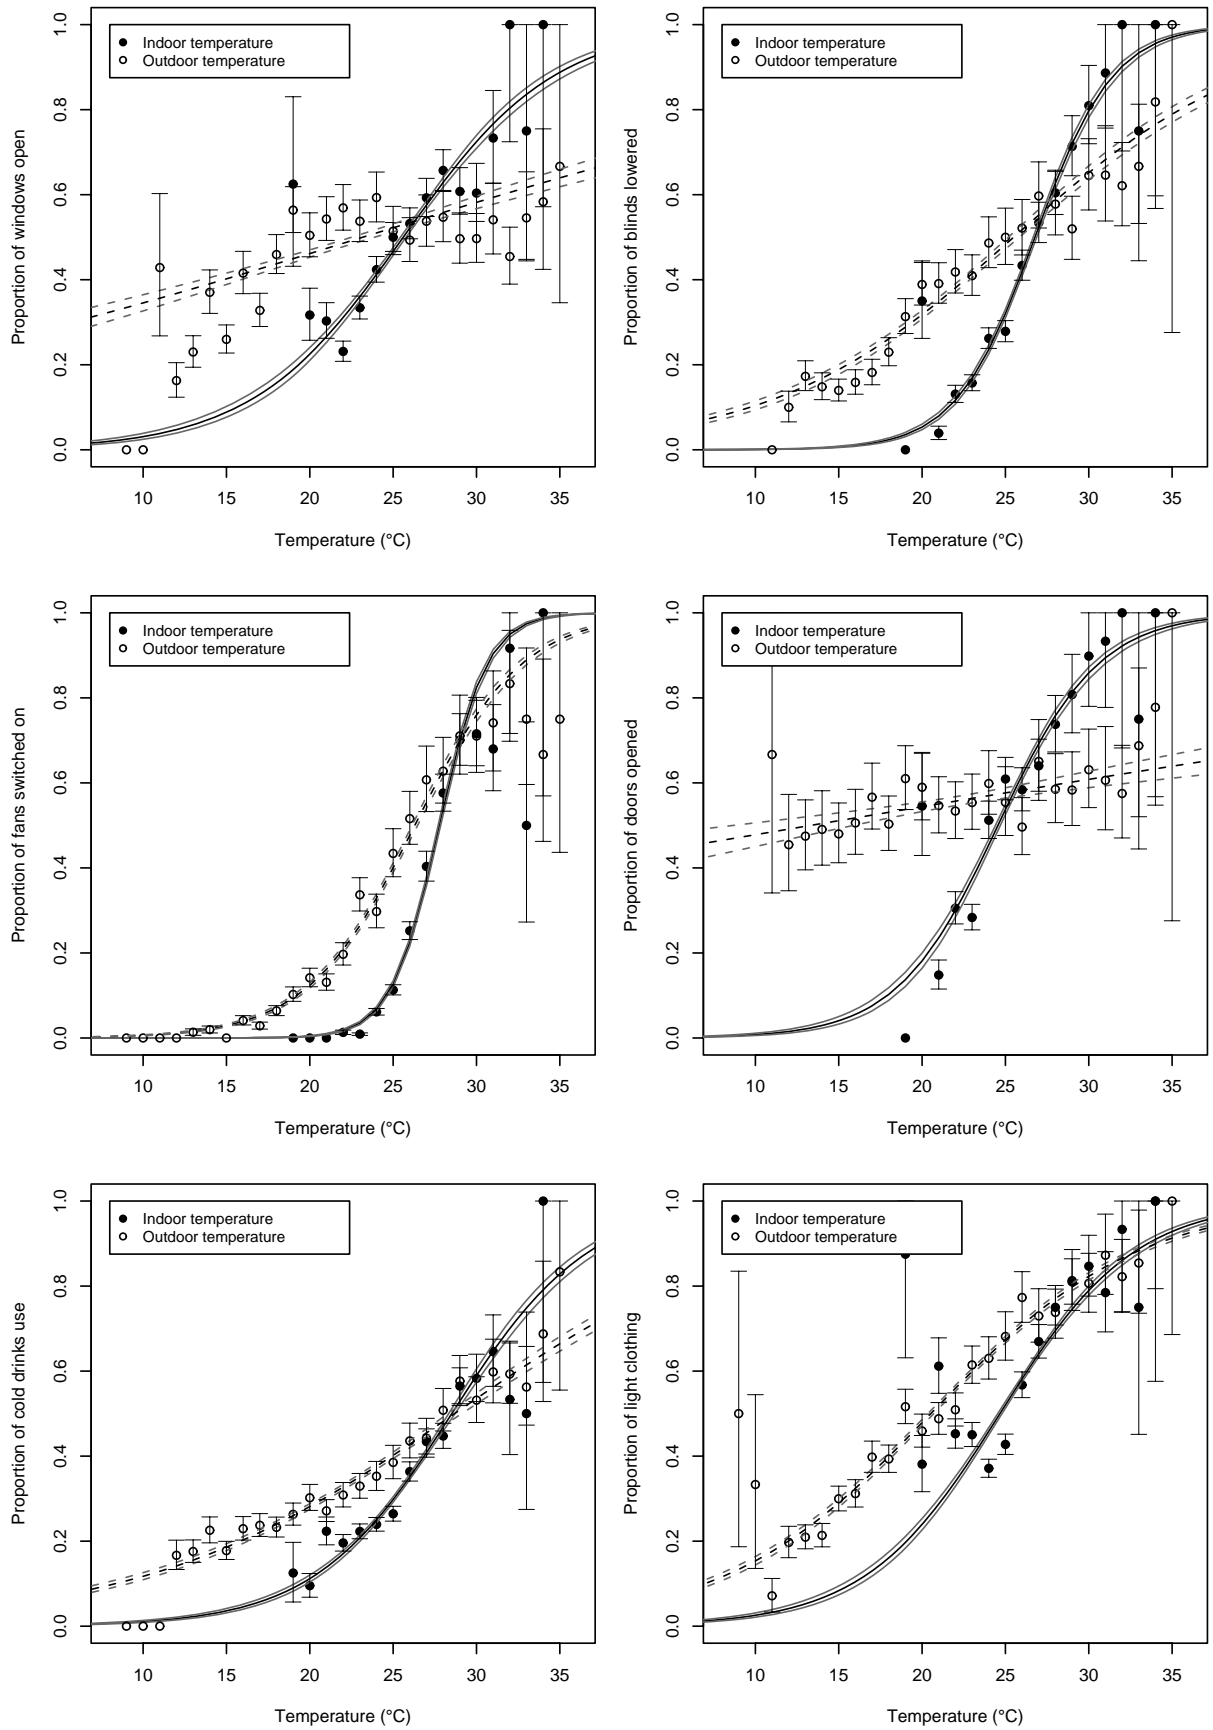 Proportion of windows open
0.0 0.2 0.4 0.6 0.8 1.0
Indoor temperature
Outdoor temperature
10 15 20 25 30 35
Temperature (°C)
Proportion of blinds lowered
0.0 0.2 0.4 0.6 0.8 1.0
Indoor temperature
Outdoor temperature
10 15 20 25 30 35
Temperature (°C)
Proportion of fans switched on
0.0 0.2 0.4 0.6 0.8 1.0
Indoor temperature
Outdoor temperature
10 15 20 25 30 35
Temperature (°C)
Proportion of doors opened
0.0 0.2 0.4 0.6 0.8 1.0
Indoor temperature
Outdoor temperature
10 15 20 25 30 35
Temperature (°C)
Proportion of cold drinks use
0.0 0.2 0.4 0.6 0.8 1.0
Indoor temperature
Outdoor temperature
10 15 20 25 30 35
Temperature (°C)
Proportion of light clothing
0.0 0.2 0.4 0.6 0.8 1.0
Indoor temperature
Outdoor temperature
10 15 20 25 30 35
Temperature (°C)